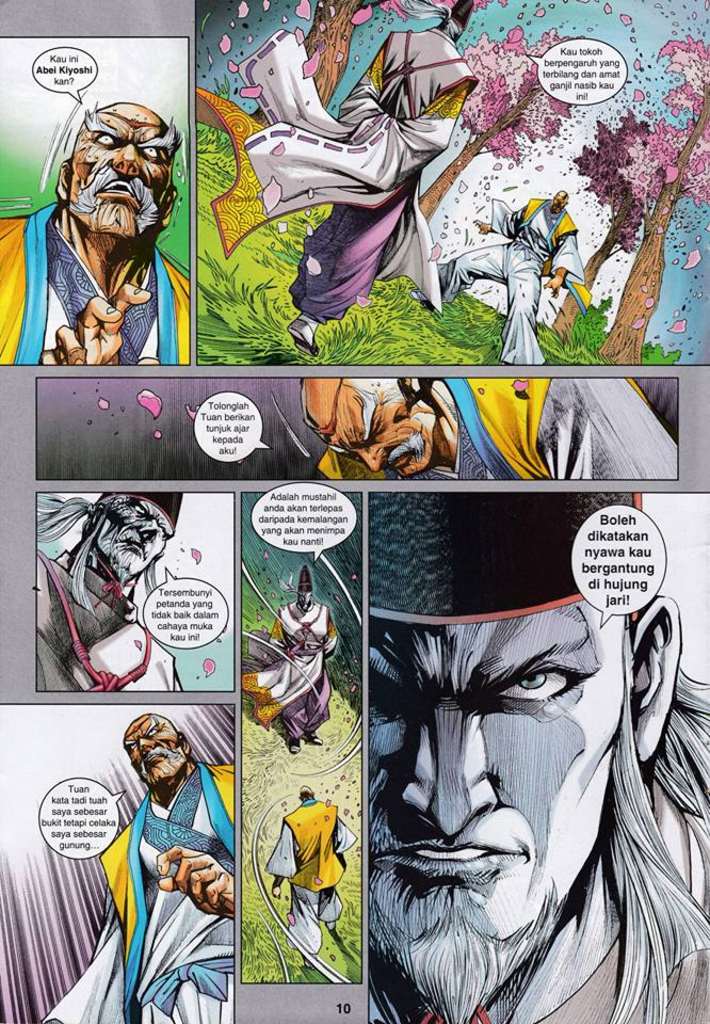 Kau ini
Abei Kiyoshi
kan?
Kau tokoh
berpengaruh yang
terbilang dan amat
ganjil nasib kau
ini!
Tolonglah
Tuan berikan
tunjuk ajar
kepada
aku!
Tersembunyi
petanda yang
tidak baik dalam
cahaya muka
kau ini!
Adalah mustahil
anda akan terlepas
daripada kemalangan
yang akan menimpa
kau nanti!
Boleh
dikatakan
nyawa kau
bergantung
di hujung
jari!
Tuan
kata tadi tuah
saya sebesar
bukit tetapi celaka
saya sebesar
gunung...
10